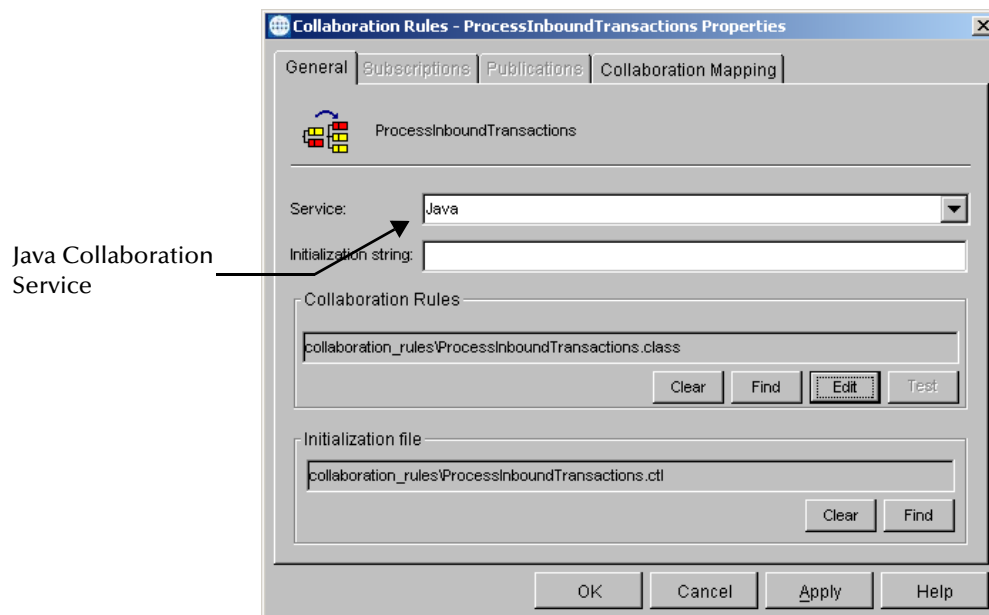 Collaboration Rules - ProcessInboundTransactions Properties
General Subscriptions Publications Collaboration Mapping
ProcessInboundTransactions
Service: Java
Java Collaboration
Service
Initialization string:
Collaboration Rules
collaboration_rules\ProcessInboundTransactions.class
Clear Find Edit Test
Initialization file
collaboration_rules\ProcessInboundTransactions.ctl
Clear Find
OK Cancel Apply Help